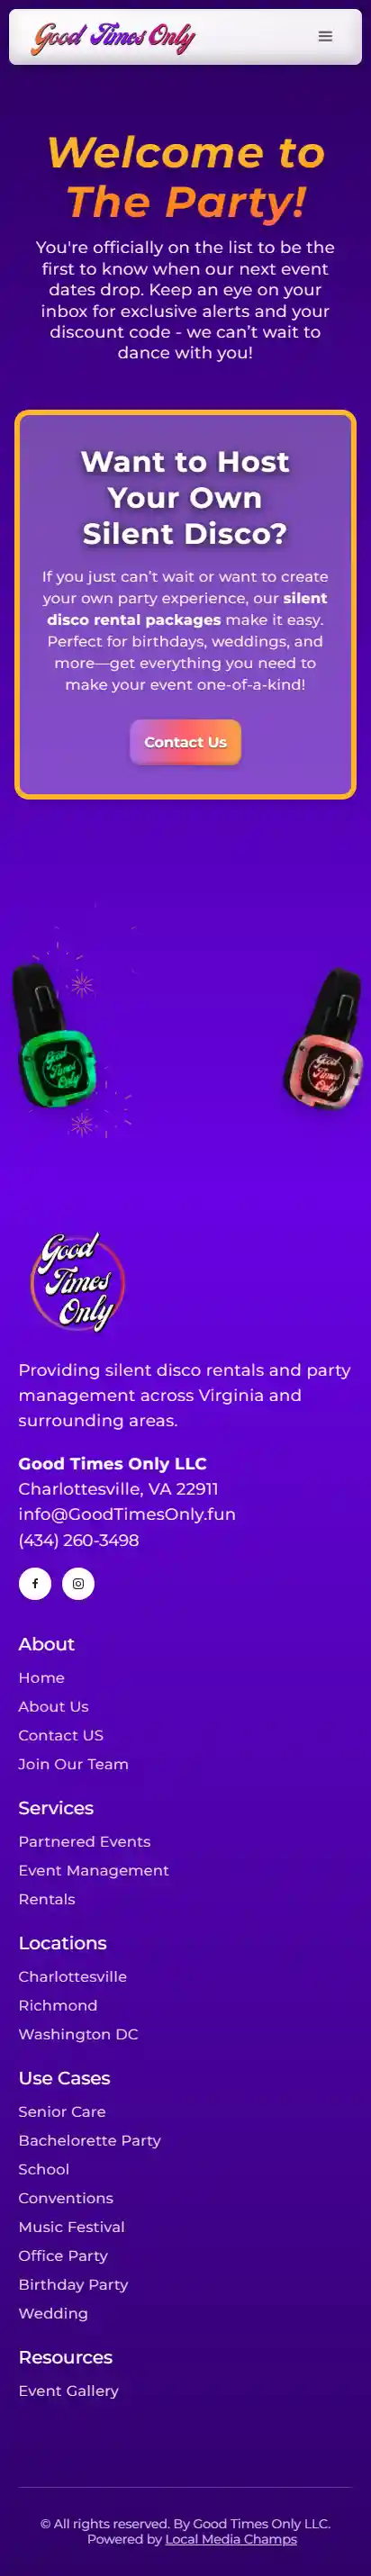 Good Times Only
Welcome to
The Party!
You're officially on the list to be the
first to know when our next event
dates drop. Keep an eye on your
inbox for exclusive alerts and your
discount code - we can’t wait to
dance with you!
Want to Host
Your Own
Silent Disco?
If you just can’t wait or want to create
your own party experience, our silent
disco rental packages make it easy.
Perfect for birthdays, weddings, and
more—get everything you need to
make your event one-of-a-kind!
Contact Us
Good
Times
Only
Good
Times
Only
Good
Times
Only
Providing silent disco rentals and party
management across Virginia and
surrounding areas.
Good Times Only LLC
Charlottesville, VA 22911
info@GoodTimesOnly.fun
(434) 260-3498
About
Home
About Us
Contact US
Join Our Team
Services
Partnered Events
Event Management
Rentals
Locations
Charlottesville
Richmond
Washington DC
Use Cases
Senior Care
Bachelorette Party
School
Conventions
Music Festival
Office Party
Birthday Party
Wedding
Resources
Event Gallery
© All rights reserved. By Good Times Only LLC.
Powered by Local Media Champs